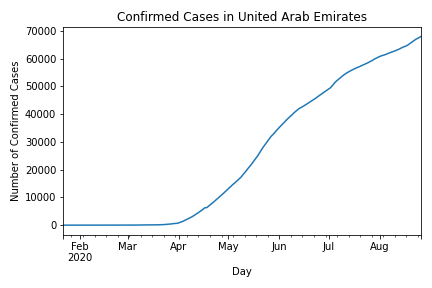 Confirmed Cases in United Arab Emirates
Number of Confirmed Cases
70000
60000
50000
40000
30000
20000
10000
0
Feb Mar Apr May Jun Jul Aug
2020
Day